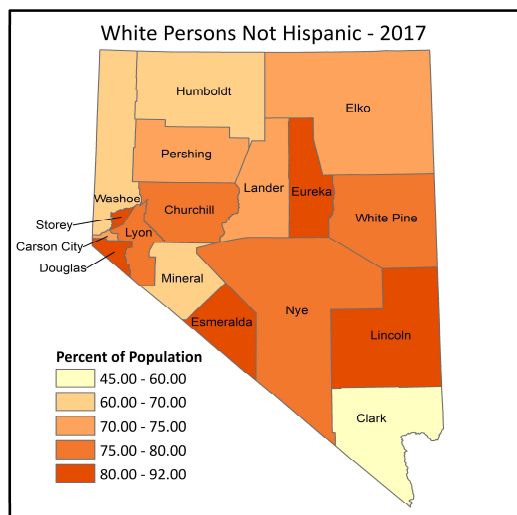 White Persons Not Hispanic - 2017
Humboldt
Elko
Pershing
Lander
Eureka
Washoe
Churchill
White Pine
Storey
Lyon
Carson City
Douglas
Mineral
Nye
Esmeralda
Lincoln
Percent of Population
45.00 - 60.00
60.00 - 70.00
70.00 - 75.00
75.00 - 80.00
80.00 - 92.00
Clark